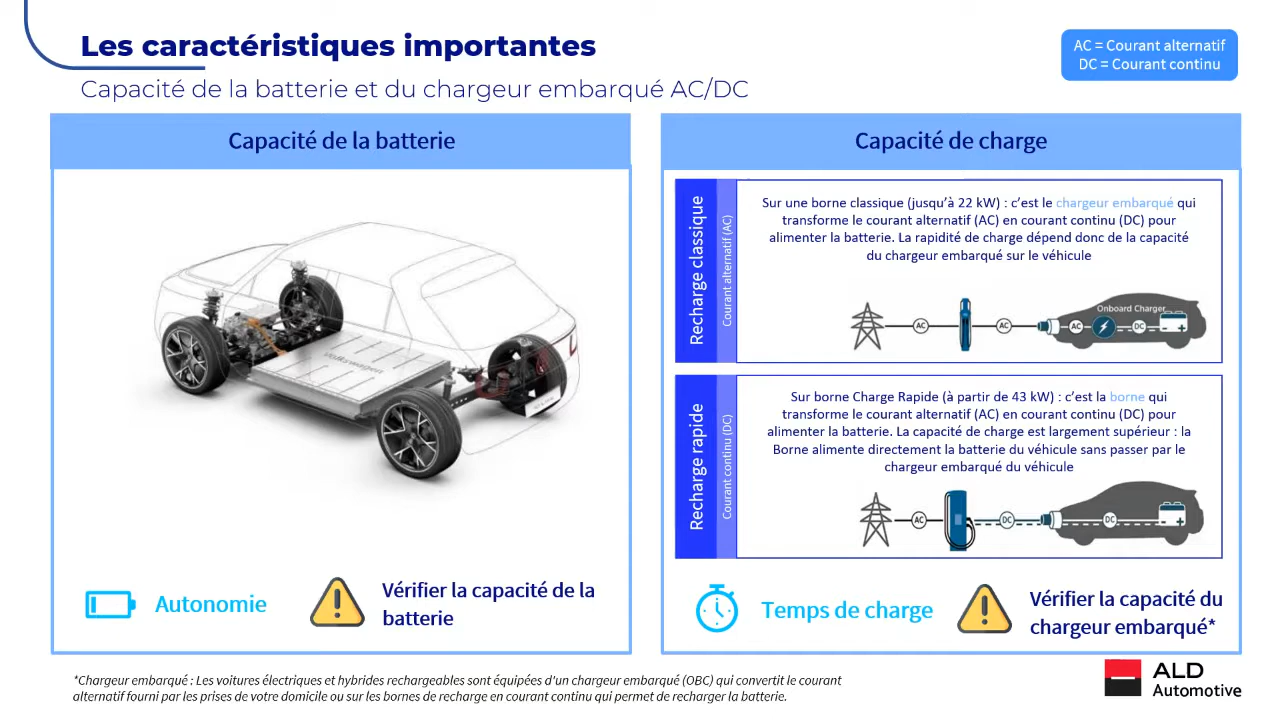 Les caractéristiques importantes
Capacité de la batterie et du chargeur embarqué AC/DC
AC = Courant alternatif
DC = Courant continu
Capacité de la batterie
Volkswagen
Autonomie
Vérifier la capacité de la
batterie
Capacité de charge
Recharge classique
Courant alternatif (AC)
Sur une borne classique (jusqu’à 22 kW) : c’est le chargeur embarqué qui
transforme le courant alternatif (AC) en courant continu (DC) pour
alimenter la batterie. La rapidité de charge dépend donc de la capacité
du chargeur embarqué sur le véhicule
Onboard Charger
AC
AC
AC
DC
Recharge rapide
Courant continu (DC)
Sur borne Charge Rapide (à partir de 43 kW) : c’est la borne qui
transforme le courant alternatif (AC) en courant continu (DC) pour
alimenter la batterie. La capacité de charge est largement supérieur : la
Borne alimente directement la batterie du véhicule sans passer par le
chargeur embarqué du véhicule
AC
DC
DC
Temps de charge
Vérifier la capacité du
chargeur embarqué*
*Chargeur embarqué : Les voitures électriques et hybrides rechargeables sont équipées d'un chargeur embarqué (OBC) qui convertit le courant
alternatif fourni par les prises de votre domicile ou sur les bornes de recharge en courant continu qui permet de recharger la batterie.
ALD
Automotive